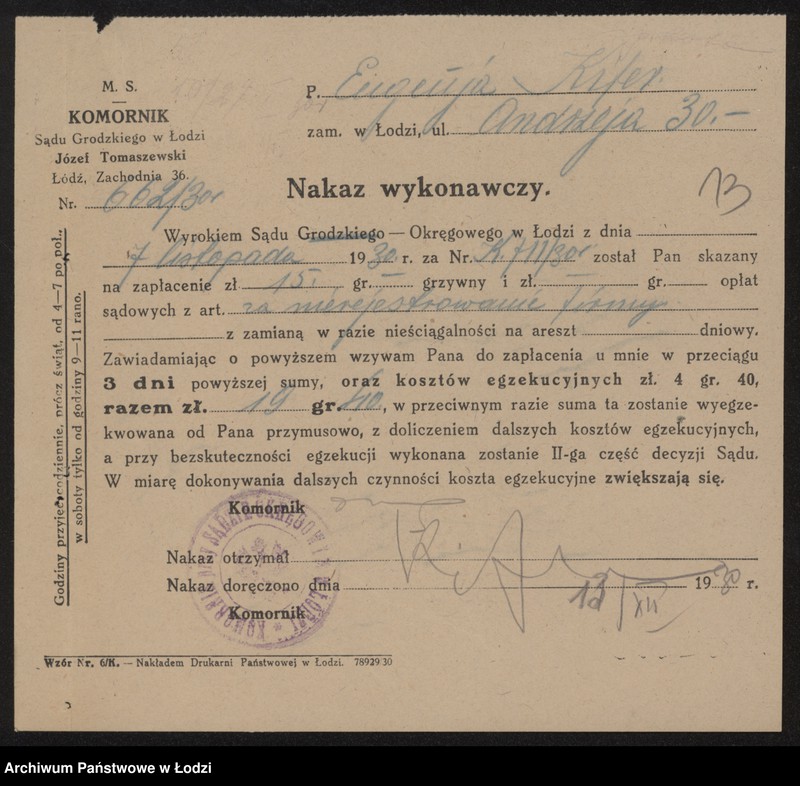 M. S.
KOMORNIK
Sądu Grodzkiego w Łodzi
Józef Tomaszewski
Łódź, Zachodnia 36.
Nr. 662/30r
P. Eugenja Kifer
zam. w Łodzi, ul. Andrzeja 30.—
Nakaz wykonawczy.
13
Wyrokiem Sądu Grodzkiego — Okręgowego w Łodzi z dnia
7 listopada 1930 r. za Nr. K. 711/30r został Pan skazany
na zapłacenie zł 15. gr. — grzywny i zł. — gr. opłat
sądowych z art. za nierejestrowanie firmy
z zamianą w razie nieściągalności na areszt dniowy.
Zawiadamiając o powyższem wzywam Pana do zapłacenia u mnie w przeciągu
3 dni powyższej sumy, oraz kosztów egzekucyjnych zł. 4 gr. 40,
razem zł. 19 gr. 40, w przeciwnym razie suma ta zostanie wyegze-
kwowana od Pana przymusowo, z doliczeniem dalszych kosztów egzekucyjnych,
a przy bezskuteczności egzekucji wykonana zostanie II-ga część decyzji Sądu.
W miarę dokonywania dalszych czynności koszta egzekucyjne zwiększają się.
Komornik
Nakaz otrzymał
Nakaz doręczono dnia 13/XII 1930 r.
Komornik
Godziny przyjęć codziennie, prócz świąt, od 4—7 po poł.,
w soboty tylko od godziny 9—11 rano.
Wzór Nr. 6/K. — Nakładem Drukarni Państwowej w Łodzi. 78929 30
Archiwum Państwowe w Łodzi